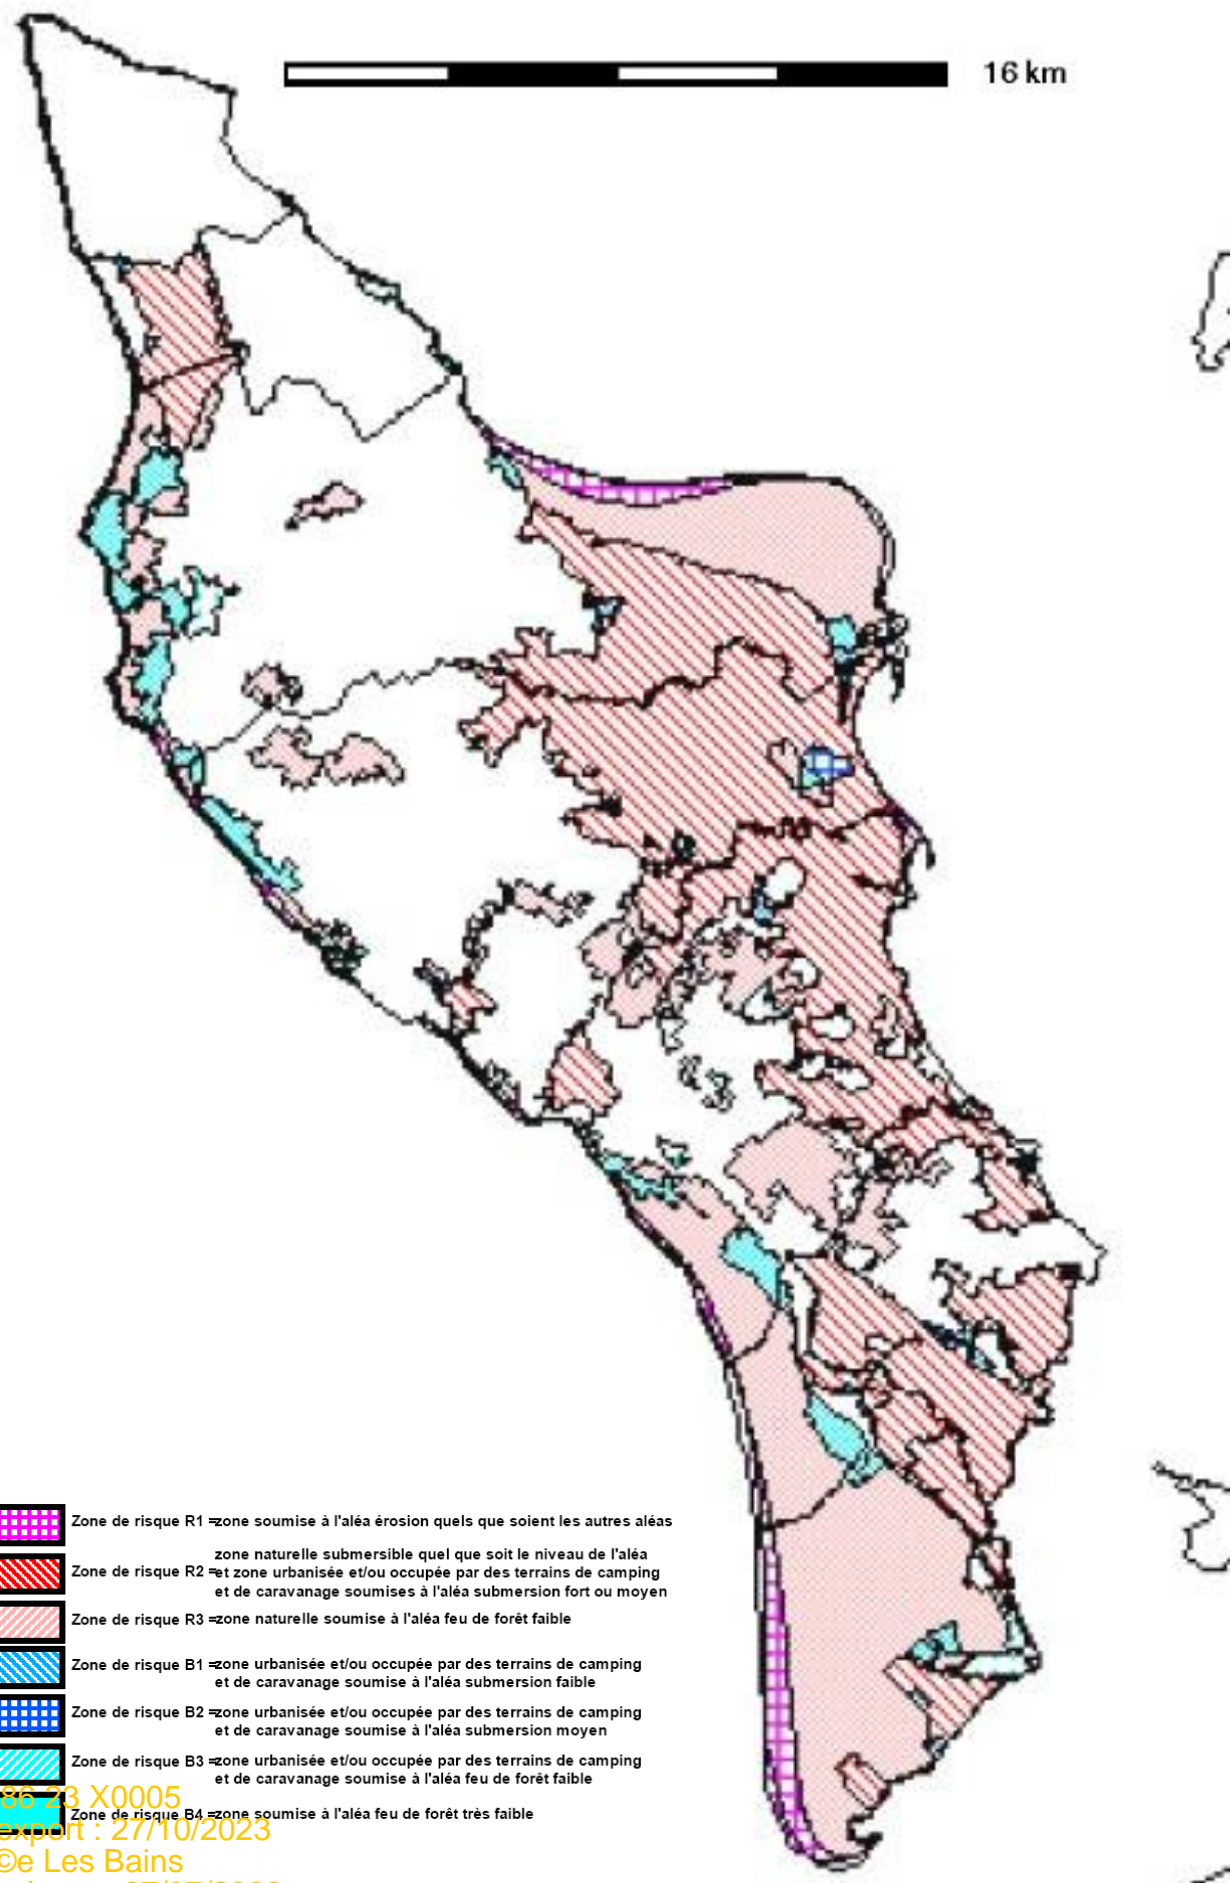 16 km
Zone de risque R1 =zone soumise à l'aléa érosion quels que soient les autres aléas
zone naturelle submersible quel que soit le niveau de l'aléa
Zone de risque R2 =et zone urbanisée et/ou occupée par des terrains de camping
et de caravanage soumises à l'aléa submersion fort ou moyen
Zone de risque R3 =zone naturelle soumise à l'aléa feu de forêt faible
Zone de risque B1 =zone urbanisée et/ou occupée par des terrains de camping
et de caravanage soumise à l'aléa submersion faible
Zone de risque B2 =zone urbanisée et/ou occupée par des terrains de camping
et de caravanage soumise à l'aléa submersion moyen
Zone de risque B3 =zone urbanisée et/ou occupée par des terrains de camping
et de caravanage soumise à l'aléa feu de forêt faible
86 23 X0005
Zone de risque B4 =zone soumise à l'aléa feu de forêt très faible
export : 27/10/2023
©e Les Bains